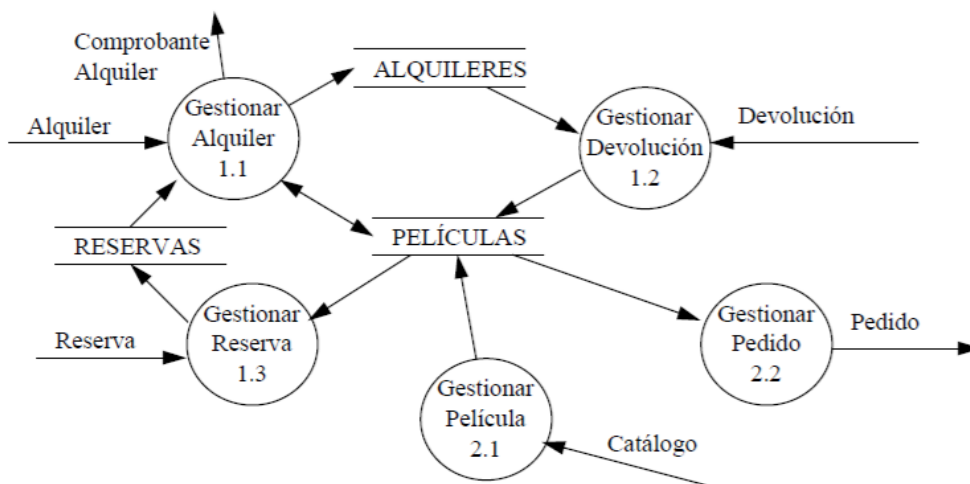 Comprobante
Alquiler
ALQUILERES
Gestionar
Alquiler
1.1
Alquiler
Gestionar
Devolución
1.2
Devolución
RESERVAS
PELÍCULAS
Gestionar
Reserva
1.3
Reserva
Gestionar
Pedido
2.2
Pedido
Gestionar
Película
2.1
Catálogo